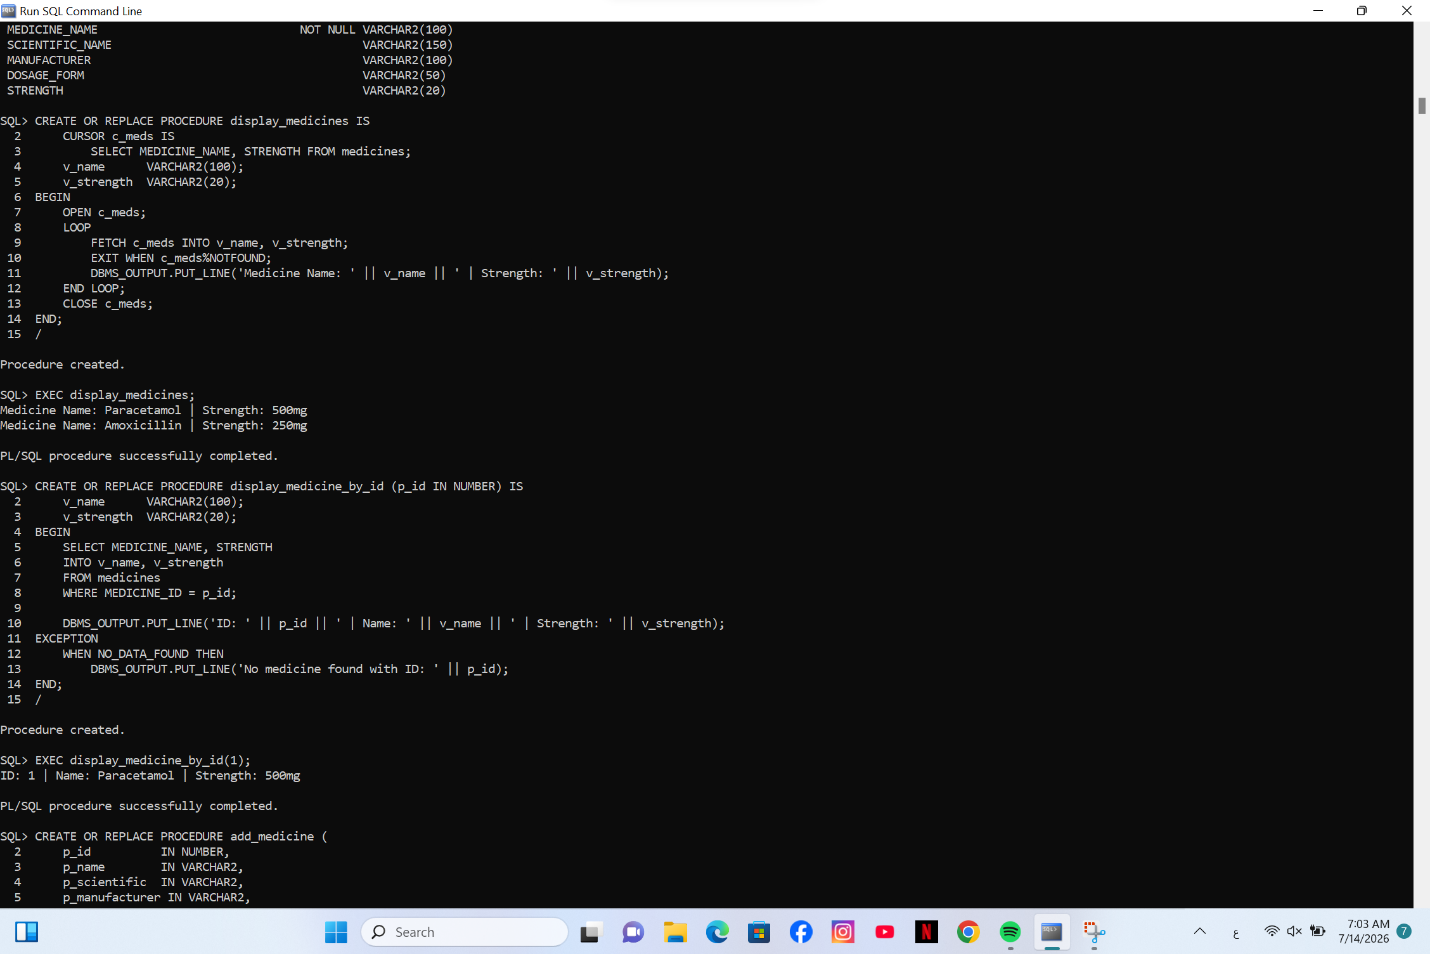 Run SQL Command Line
MEDICINE_NAME NOT NULL VARCHAR2(100)
SCIENTIFIC_NAME VARCHAR2(150)
MANUFACTURER VARCHAR2(100)
DOSAGE_FORM VARCHAR2(50)
STRENGTH VARCHAR2(20)
SQL> CREATE OR REPLACE PROCEDURE display_medicines IS
2 CURSOR c_meds IS
3 SELECT MEDICINE_NAME, STRENGTH FROM medicines;
4 v_name VARCHAR2(100);
5 v_strength VARCHAR2(20);
6 BEGIN
7 OPEN c_meds;
8 LOOP
9 FETCH c_meds INTO v_name, v_strength;
10 EXIT WHEN c_meds%NOTFOUND;
11 DBMS_OUTPUT.PUT_LINE('Medicine Name: ' || v_name || ' | Strength: ' || v_strength);
12 END LOOP;
13 CLOSE c_meds;
14 END;
15 /
Procedure created.
SQL> EXEC display_medicines;
Medicine Name: Paracetamol | Strength: 500mg
Medicine Name: Amoxicillin | Strength: 250mg
PL/SQL procedure successfully completed.
SQL> CREATE OR REPLACE PROCEDURE display_medicine_by_id (p_id IN NUMBER) IS
2 v_name VARCHAR2(100);
3 v_strength VARCHAR2(20);
4 BEGIN
5 SELECT MEDICINE_NAME, STRENGTH
6 INTO v_name, v_strength
7 FROM medicines
8 WHERE MEDICINE_ID = p_id;
9
10 DBMS_OUTPUT.PUT_LINE('ID: ' || p_id || ' | Name: ' || v_name || ' | Strength: ' || v_strength);
11 EXCEPTION
12 WHEN NO_DATA_FOUND THEN
13 DBMS_OUTPUT.PUT_LINE('No medicine found with ID: ' || p_id);
14 END;
15 /
Procedure created.
SQL> EXEC display_medicine_by_id(1);
ID: 1 | Name: Paracetamol | Strength: 500mg
PL/SQL procedure successfully completed.
SQL> CREATE OR REPLACE PROCEDURE add_medicine (
2 p_id IN NUMBER,
3 p_name IN VARCHAR2,
4 p_scientific IN VARCHAR2,
5 p_manufacturer IN VARCHAR2,
Search
ع
7:03 AM
7/14/2026
7